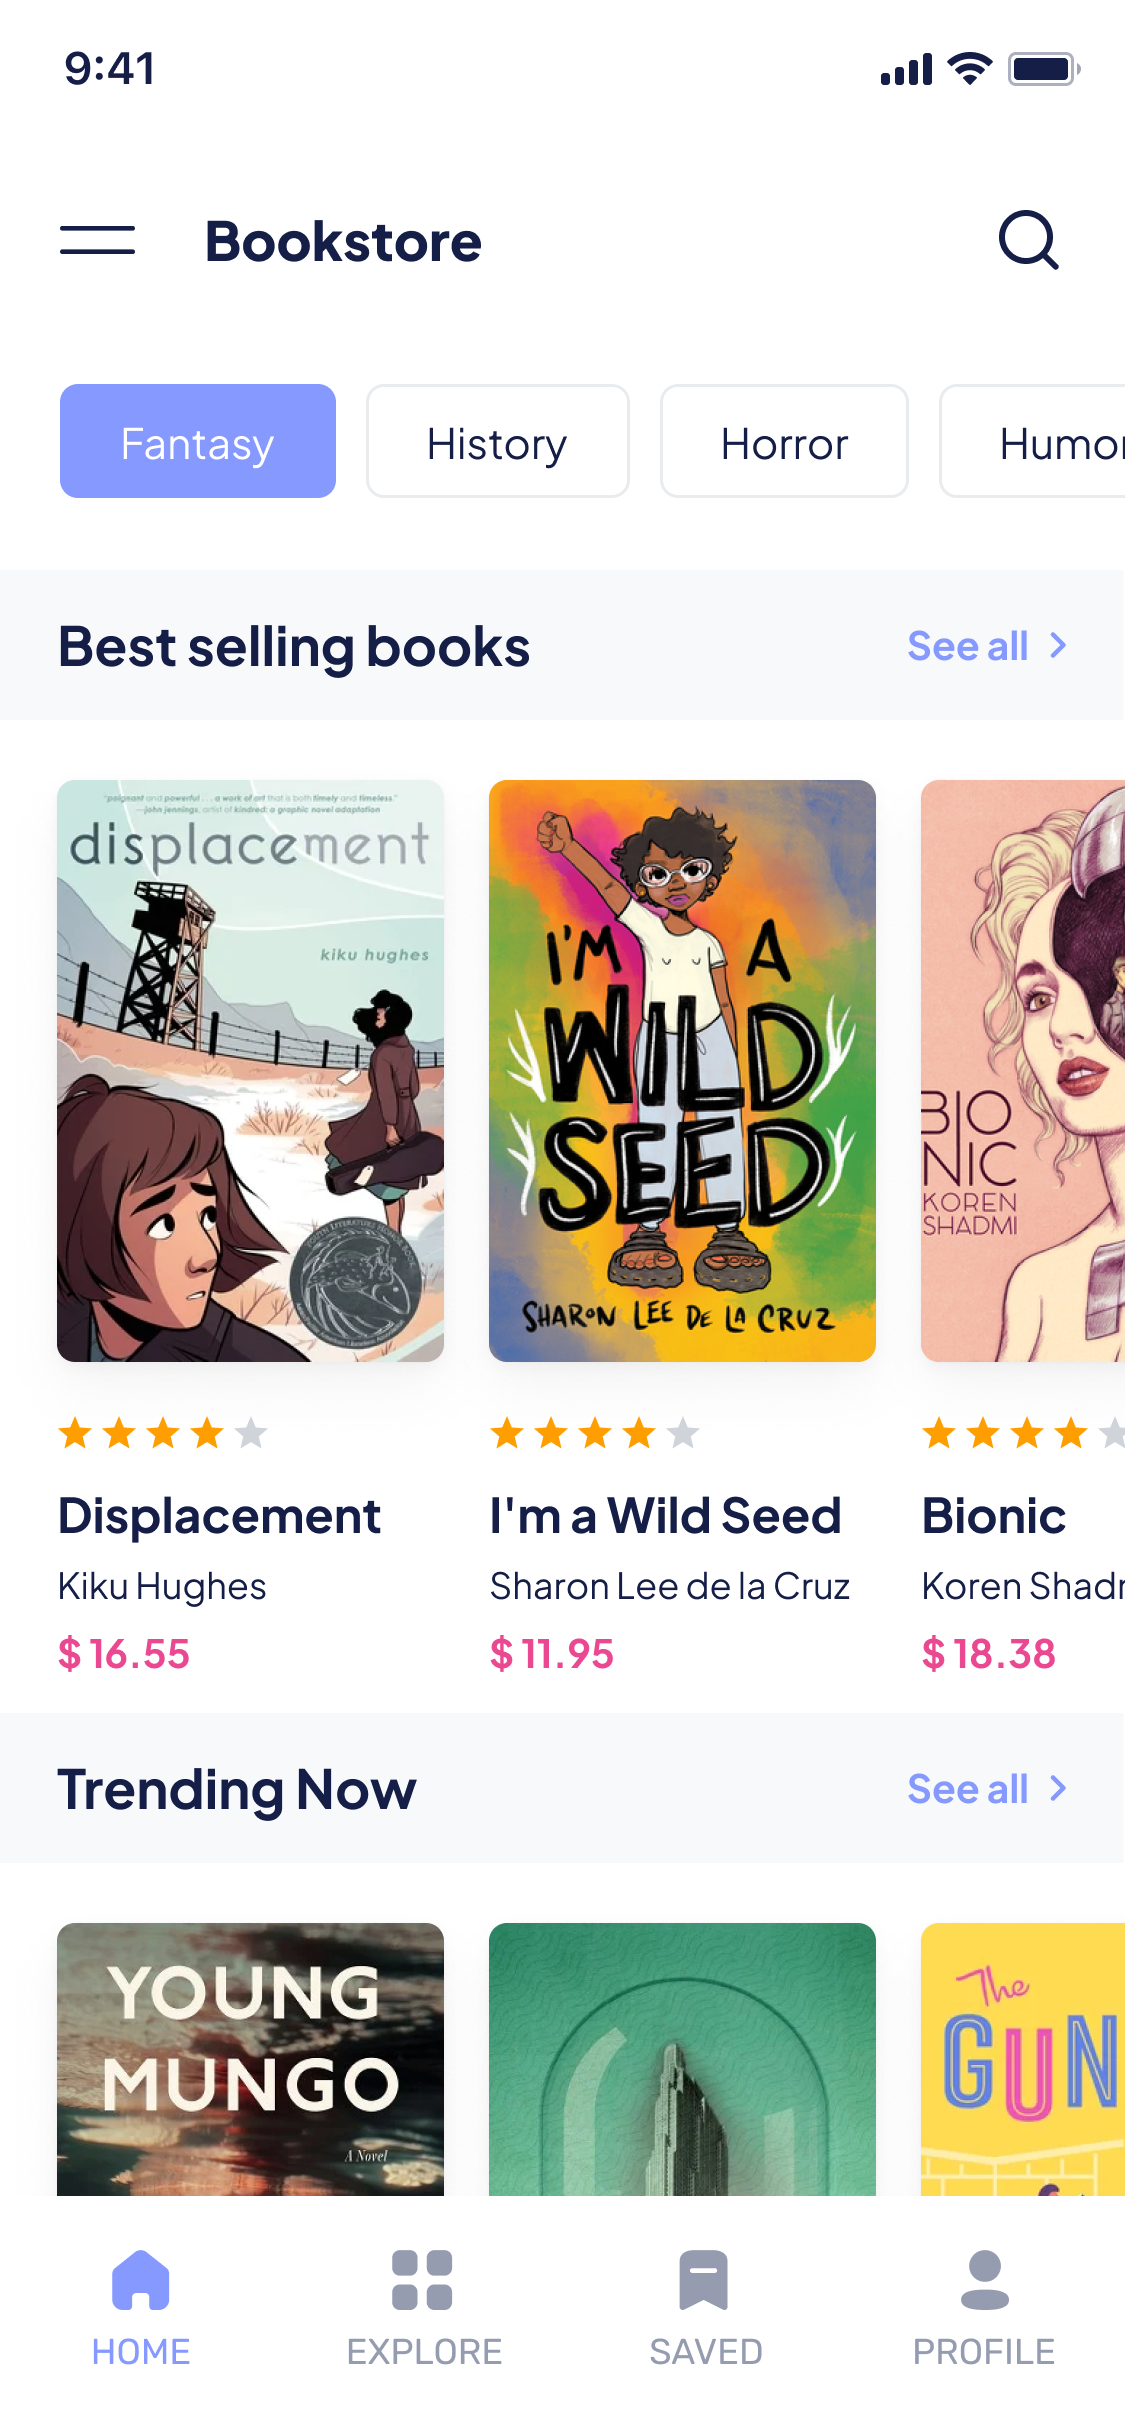 9:41
Bookstore
Fantasy
History
Horror
Humor
Best selling books
See all
"poignant and powerful . . . a work of art that is both timely and timeless."
—john jennings, artist of kindred: a graphic novel adaptation
displacement
kiku hughes
I'M A
WILD
SEED
SHARON LEE DE LA CRUZ
BIO
NIC
KOREN
SHADMI
Displacement
Kiku Hughes
$ 16.55
I'm a Wild Seed
Sharon Lee de la Cruz
$ 11.95
Bionic
Koren Shadm
$ 18.38
Trending Now
See all
YOUNG
MUNGO
A Novel
The
GUN
HOME
EXPLORE
SAVED
PROFILE